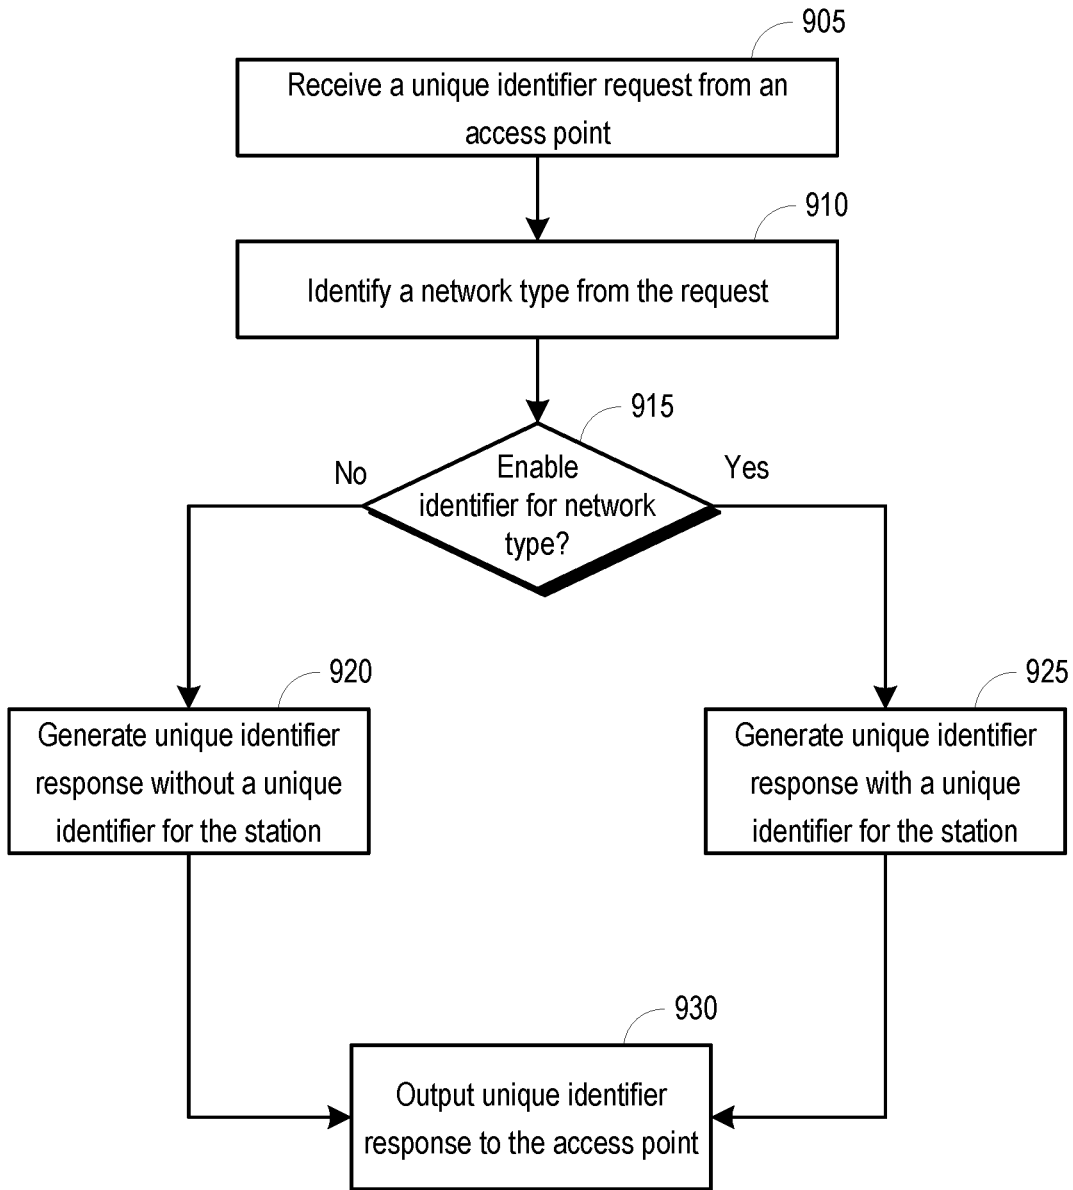 905
Receive a unique identifier request from an
access point
910
Identify a network type from the request
915
No
Yes
Enable
identifier for network
type?
920
Generate unique identifier
response without a unique
identifier for the station
925
Generate unique identifier
response with a unique
identifier for the station
930
Output unique identifier
response to the access point